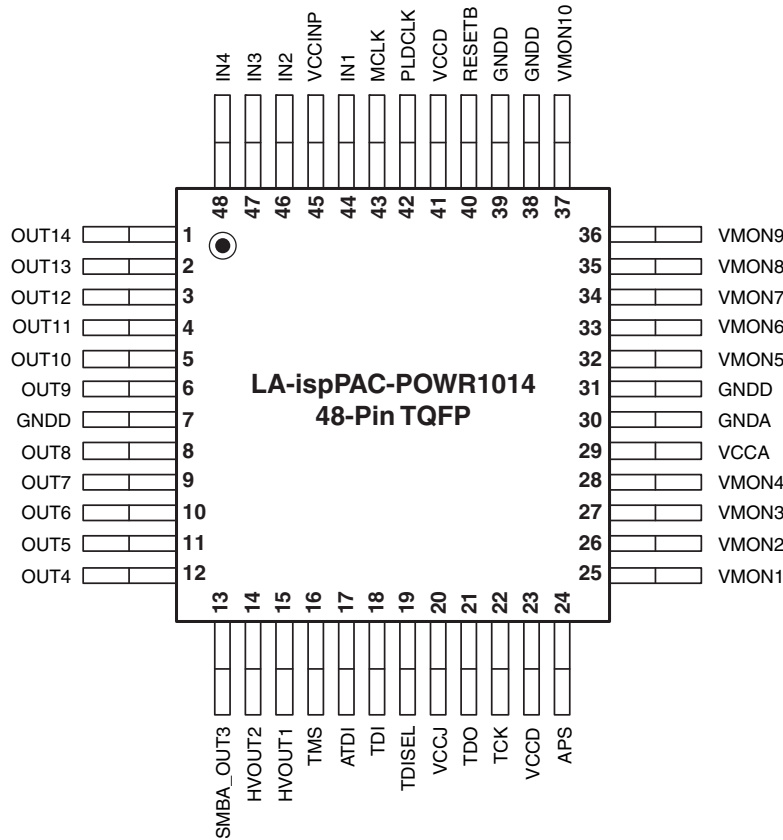 IN4
IN3
IN2
VCCINP
IN1
MCLK
PLDCLK
VCCD
RESETB
GNDD
GNDD
VMON10
48
47
46
45
44
43
42
41
40
39
38
37
OUT14 1
OUT13 2
OUT12 3
OUT11 4
OUT10 5
OUT9 6
GNDD 7
OUT8 8
OUT7 9
OUT6 10
OUT5 11
OUT4 12
LA-ispPAC-POWR1014
48-Pin TQFP
36 VMON9
35 VMON8
34 VMON7
33 VMON6
32 VMON5
31 GNDD
30 GNDA
29 VCCA
28 VMON4
27 VMON3
26 VMON2
25 VMON1
13
14
15
16
17
18
19
20
21
22
23
24
SMBA_OUT3
HVOUT2
HVOUT1
TMS
ATDI
TDI
TDISEL
VCCJ
TDO
TCK
VCCD
APS